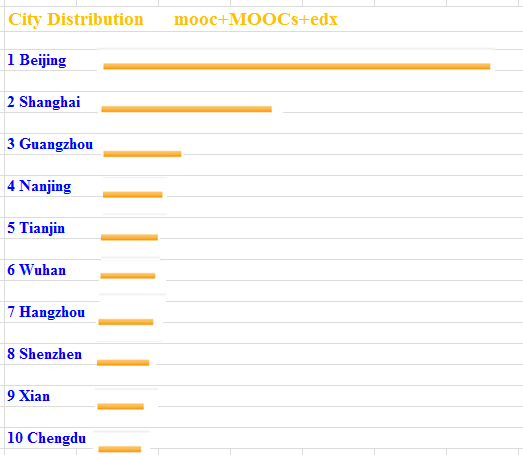 City Distribution mooc+MOOCs+edx
1 Beijing
2 Shanghai
3 Guangzhou
4 Nanjing
5 Tianjin
6 Wuhan
7 Hangzhou
8 Shenzhen
9 Xian
10 Chengdu